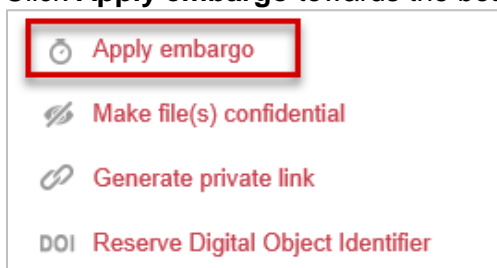 Apply embargo
Make file(s) confidential
Generate private link
DOI Reserve Digital Object Identifier